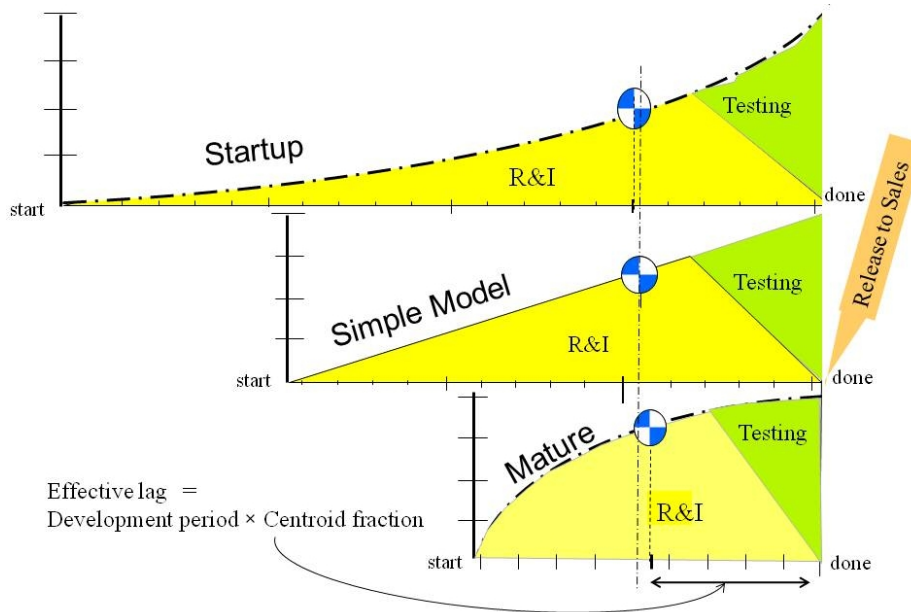 Startup
R&I
Testing
start
done
Release to Sales
Simple Model
R&I
Testing
start
done
Mature
R&I
Testing
Effective lag =
Development period × Centroid fraction
start
done